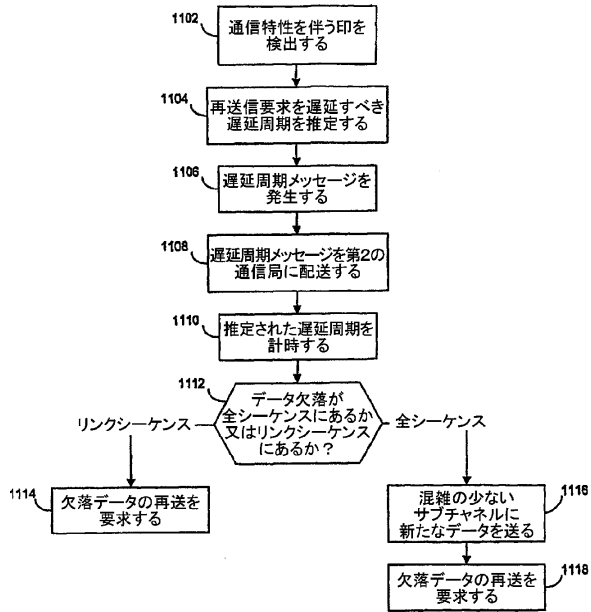 1102
通信特性を伴う印を
検出する
1104
再送信要求を遅延すべき
遅延周期を推定する
1106
遅延周期メッセージを
発生する
1108
遅延周期メッセージを第2の
通信局に配送する
1110
推定された遅延周期を
計時する
1112
データ欠落が
全シーケンスにあるか
又はリンクシーケンス
にあるか?
リンクシーケンス
全シーケンス
1114
欠落データの再送を
要求する
1116
混雑の少ない
サブチャネルに
新たなデータを送る
1118
欠落データの再送を
要求する